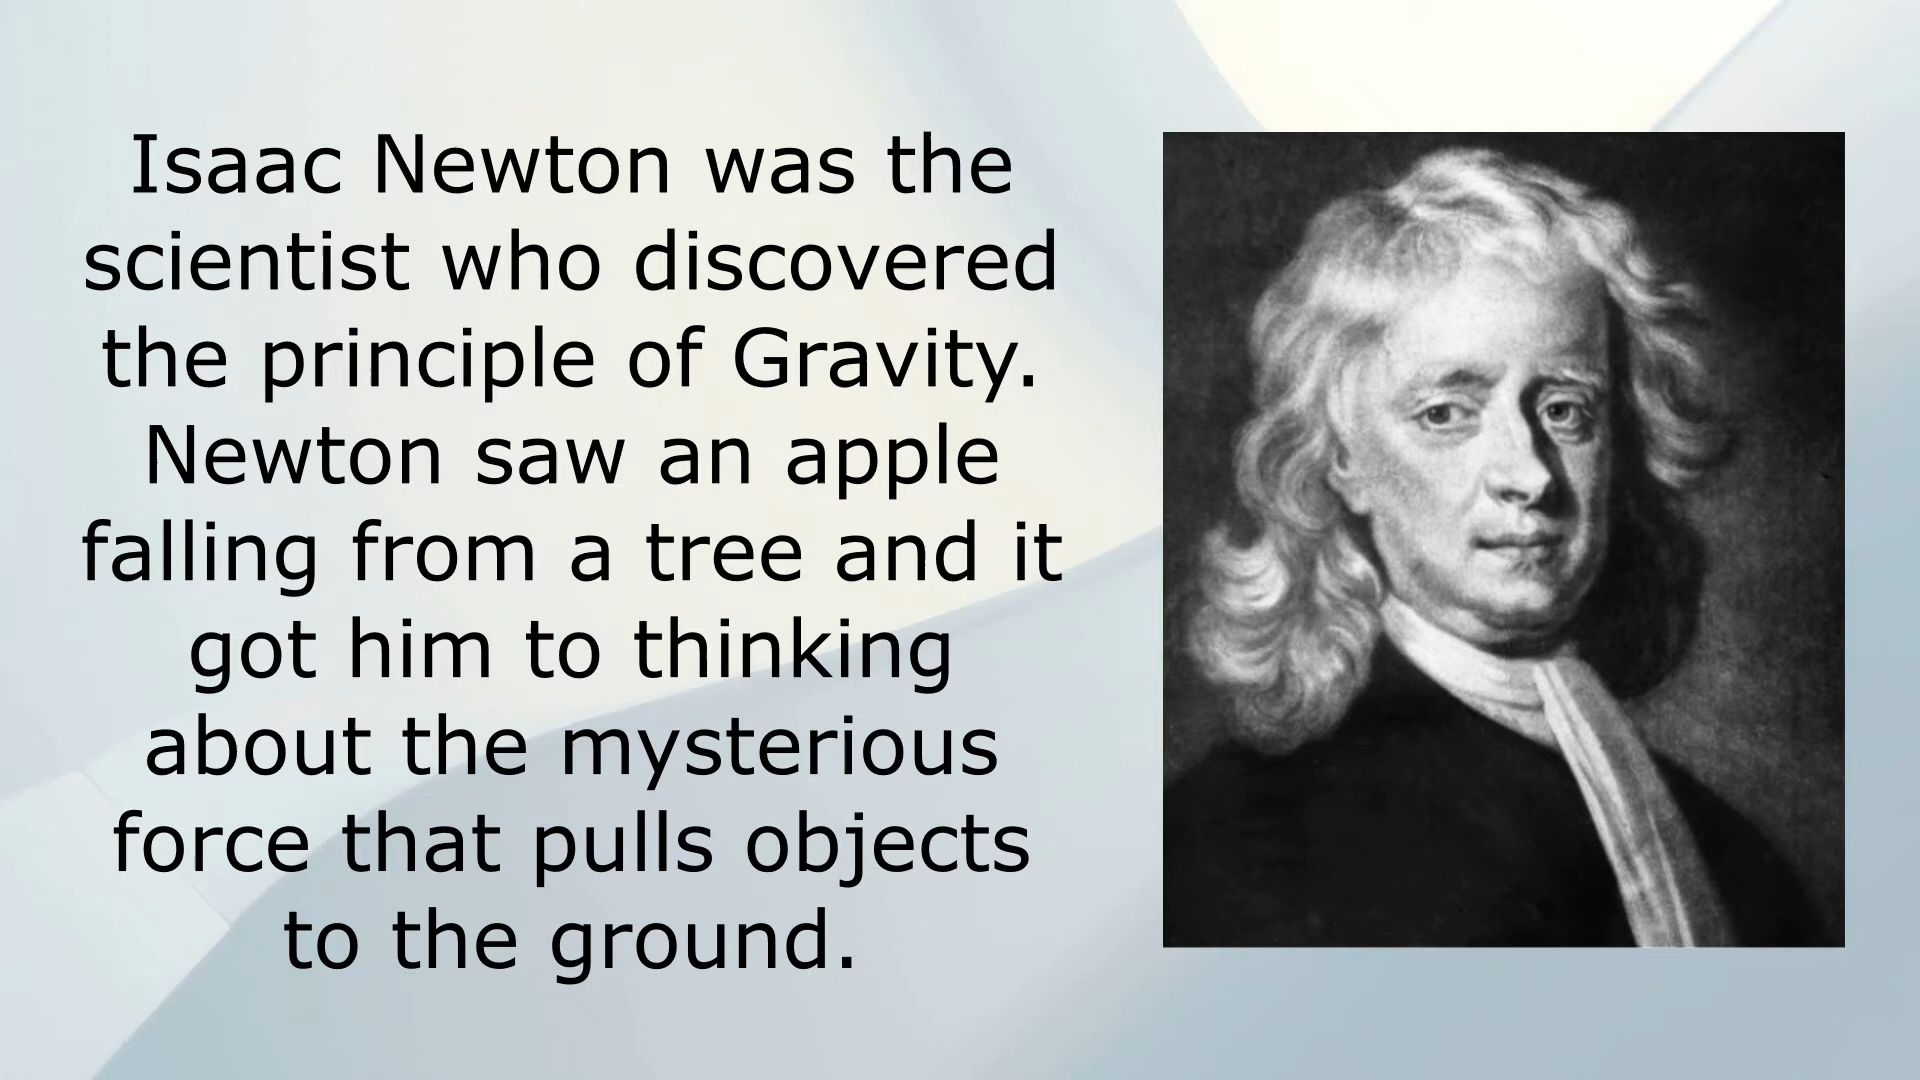 Isaac Newton was the
scientist who discovered
the principle of Gravity.
Newton saw an apple
falling from a tree and it
got him to thinking
about the mysterious
force that pulls objects
to the ground.